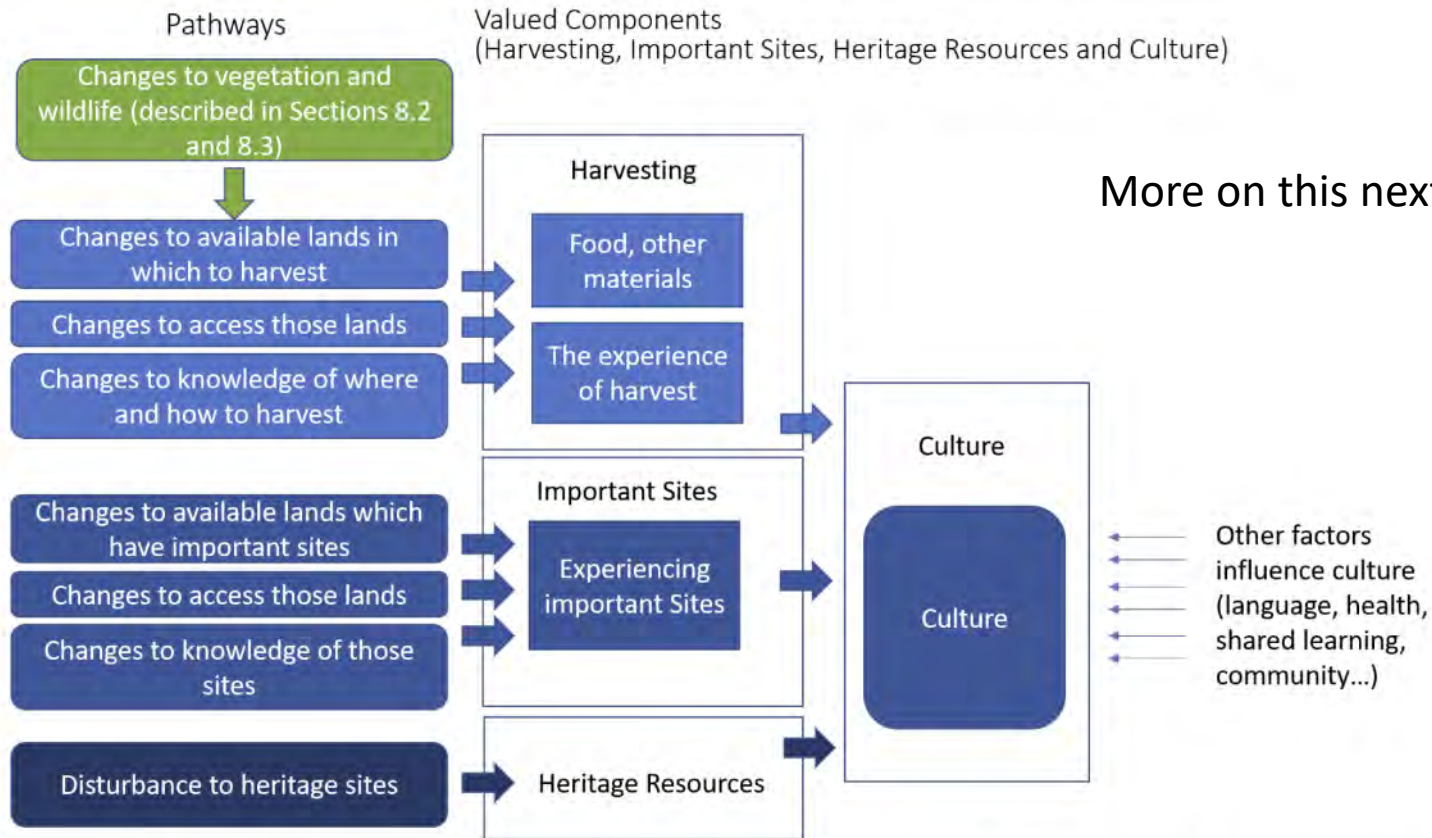 Pathways
Valued Components
(Harvesting, Important Sites, Heritage Resources and Culture)
Changes to vegetation and
wildlife (described in Sections 8.2
and 8.3)
Changes to available lands in
which to harvest
Changes to access those lands
Changes to knowledge of where
and how to harvest
Harvesting
Food, other
materials
The experience
of harvest
More on this next
Changes to available lands which
have important sites
Changes to access those lands
Changes to knowledge of those
sites
Important Sites
Experiencing
important Sites
Disturbance to heritage sites
Heritage Resources
Culture
Culture
Other factors
influence culture
(language, health,
shared learning,
community...)